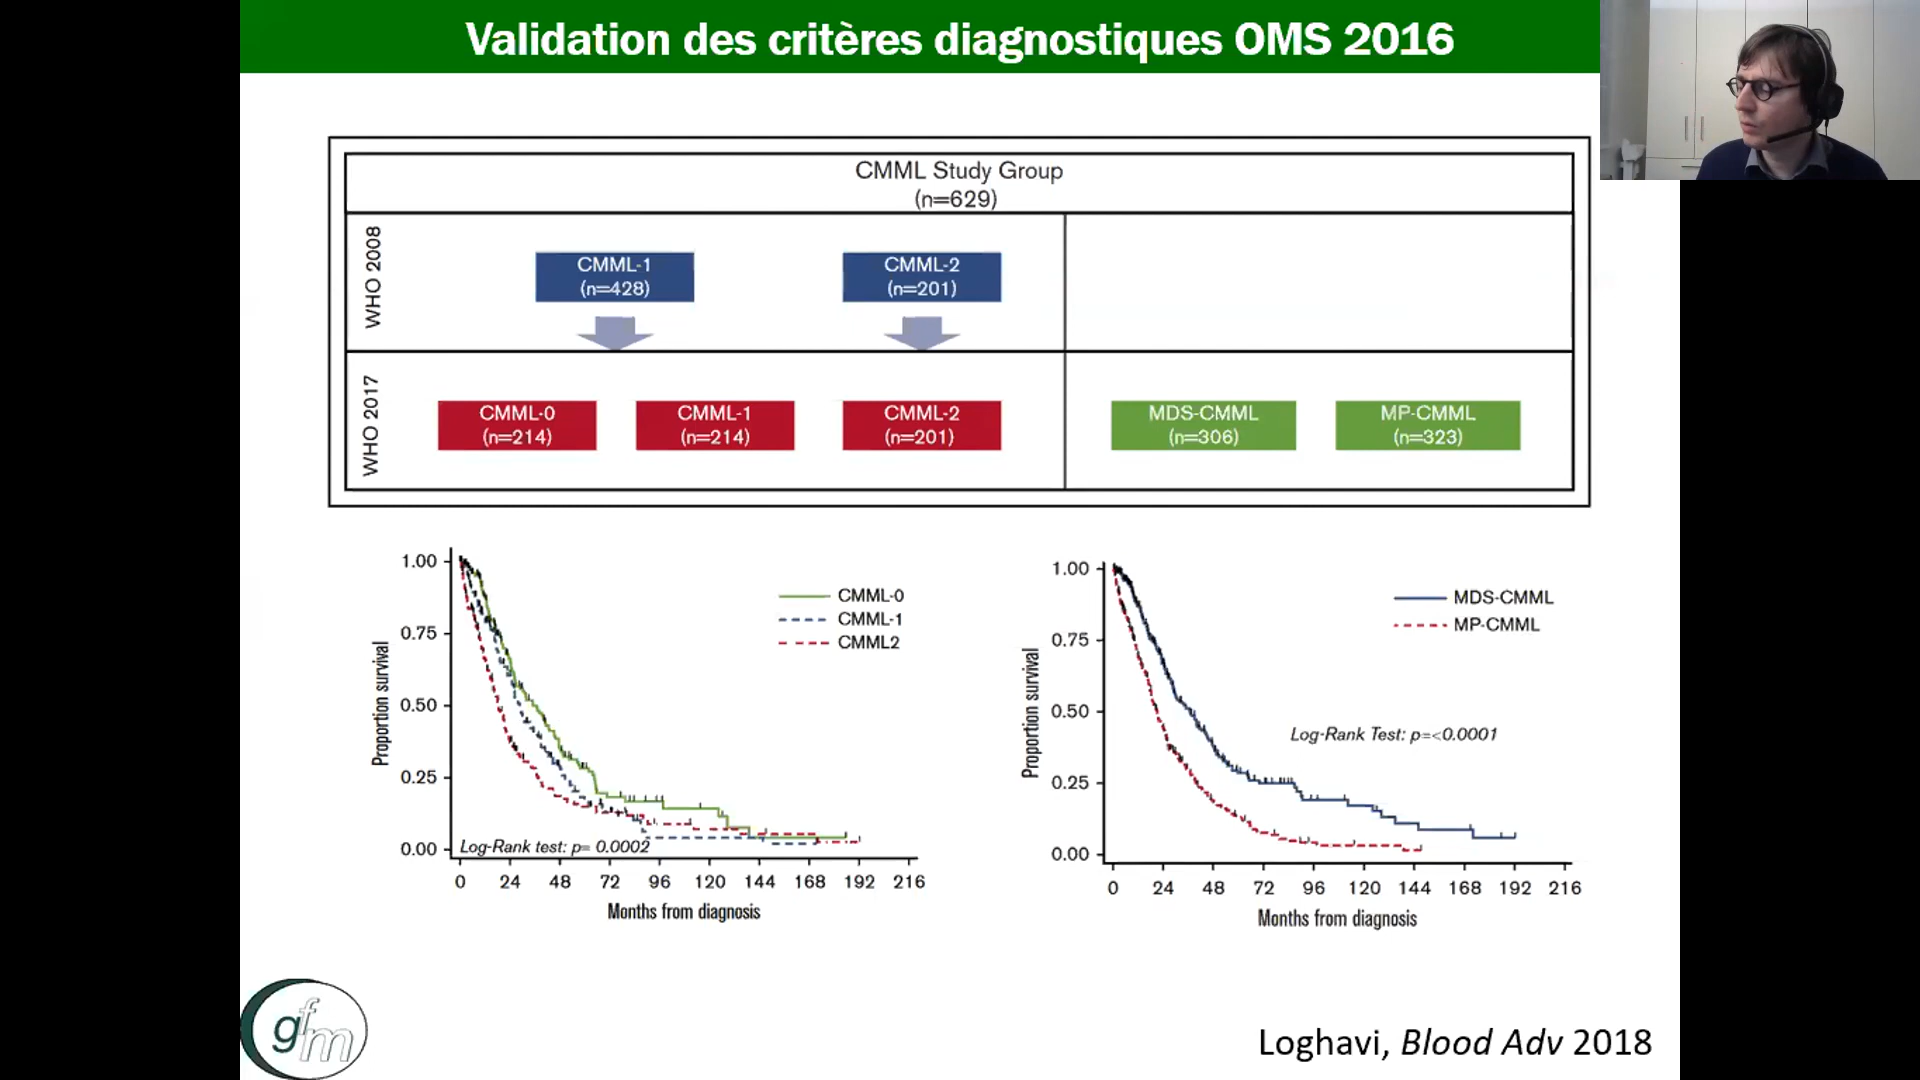 Validation des critères diagnostiques OMS 2016
CMML Study Group
(n=629)
WHO 2008
CMML-1
(n=428)
CMML-2
(n=201)
WHO 2017
CMML-0
(n=214)
CMML-1
(n=214)
CMML-2
(n=201)
MDS-CMML
(n=306)
MP-CMML
(n=323)
Proportion survival
1.00
0.75
0.50
0.25
0.00
CMML-0
CMML-1
CMML2
Log-Rank test: p= 0.0002
0 24 48 72 96 120 144 168 192 216
Months from diagnosis
Proportion survival
1.00
0.75
0.50
0.25
0.00
MDS-CMML
MP-CMML
Log-Rank Test: p=<0.0001
0 24 48 72 96 120 144 168 192 216
Months from diagnosis
gfm
Loghavi, Blood Adv 2018